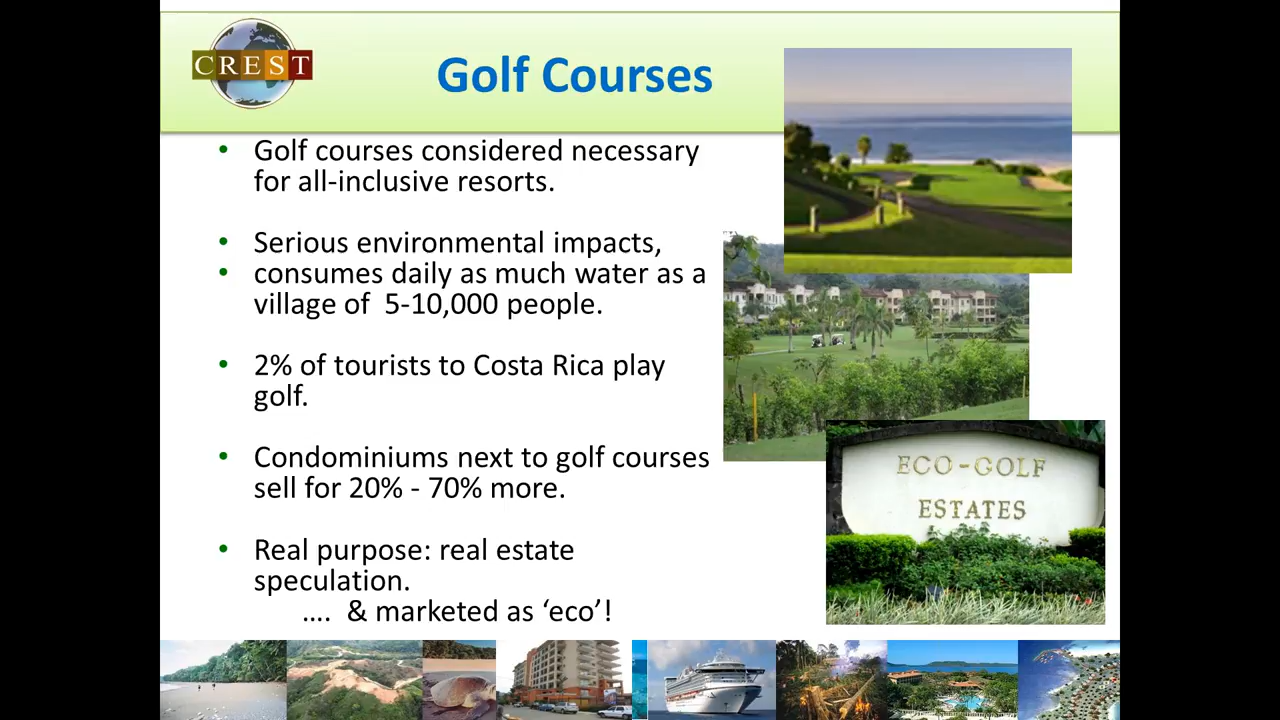 CREST
Golf Courses
• Golf courses considered necessary
for all-inclusive resorts.
• Serious environmental impacts,
• consumes daily as much water as a
village of 5-10,000 people.
• 2% of tourists to Costa Rica play
golf.
• Condominiums next to golf courses
sell for 20% - 70% more.
• Real purpose: real estate
speculation.
.... & marketed as ‘eco’!
ECO-GOLF
ESTATES